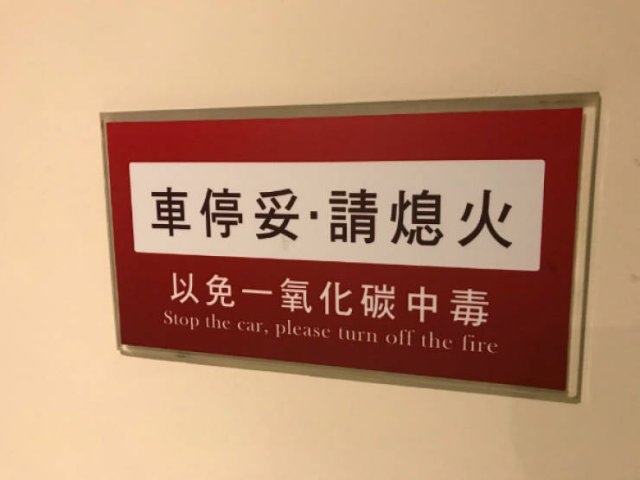 車停妥·請熄火
以免一氧化碳中毒
Stop the car, please turn off the fire